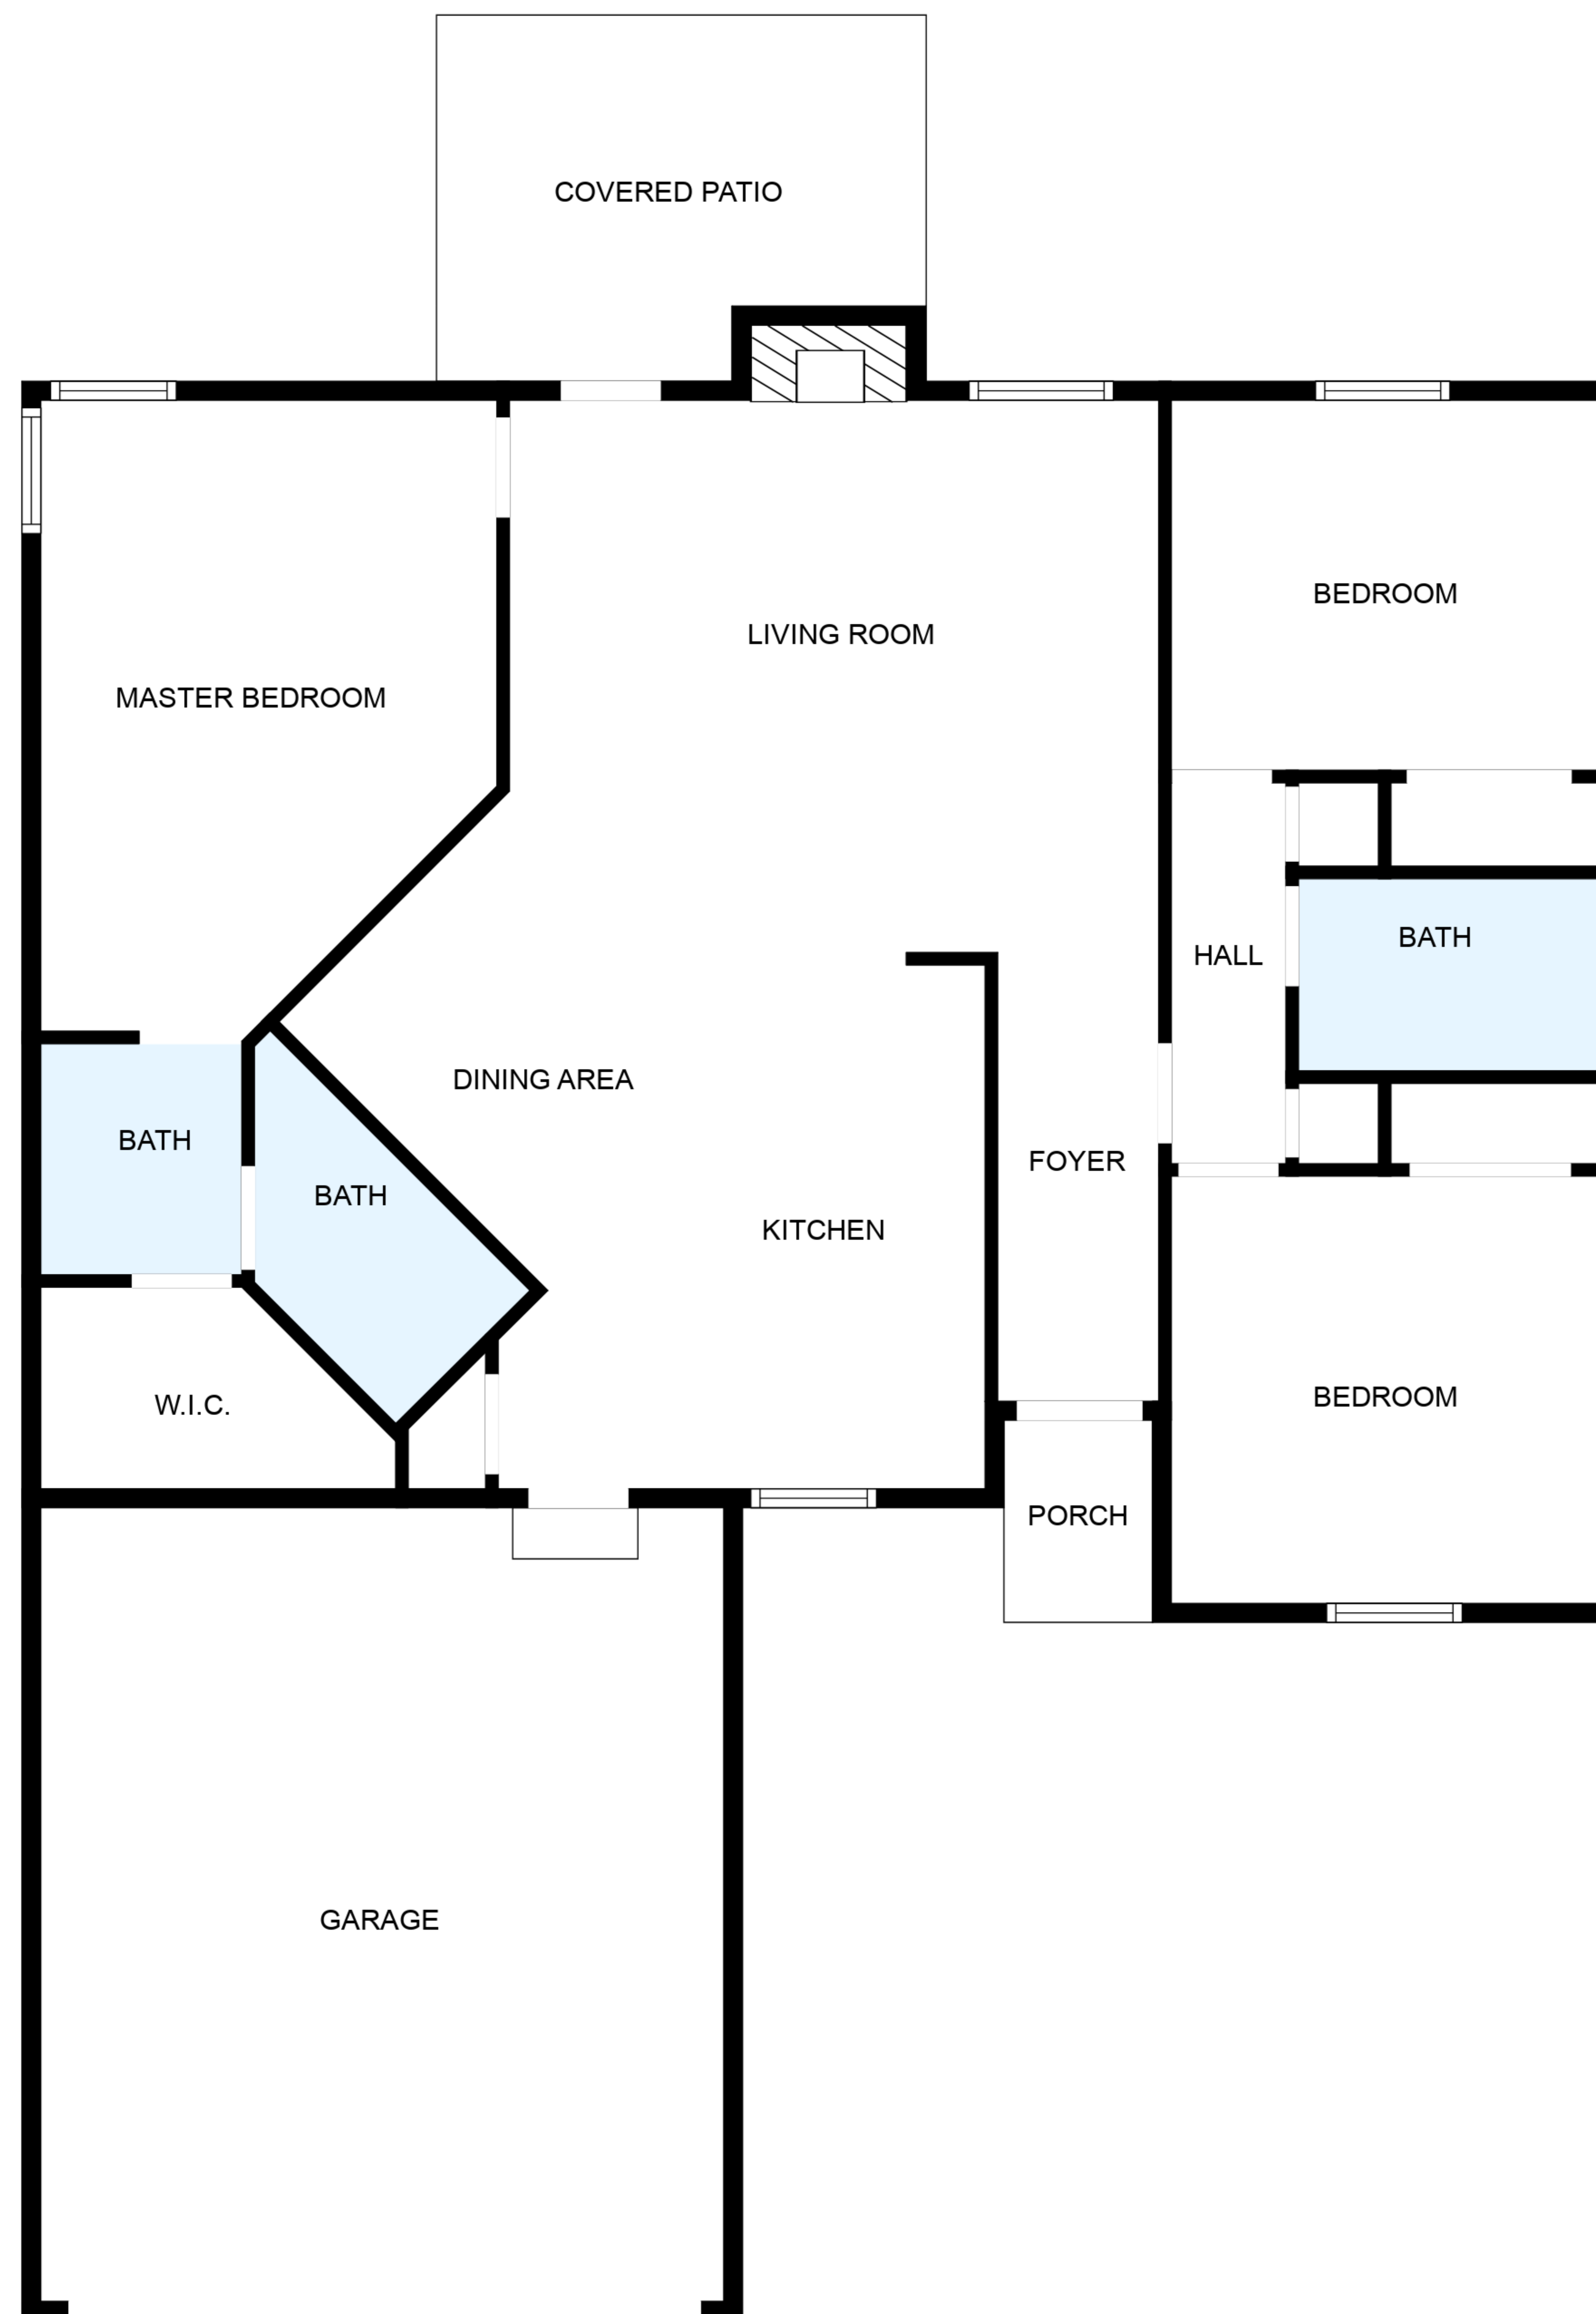 COVERED PATIO
BEDROOM
LIVING ROOM
MASTER BEDROOM
BATH
HALL
DINING AREA
BATH
FOYER
BATH
KITCHEN
BEDROOM
W.I.C.
PORCH
GARAGE